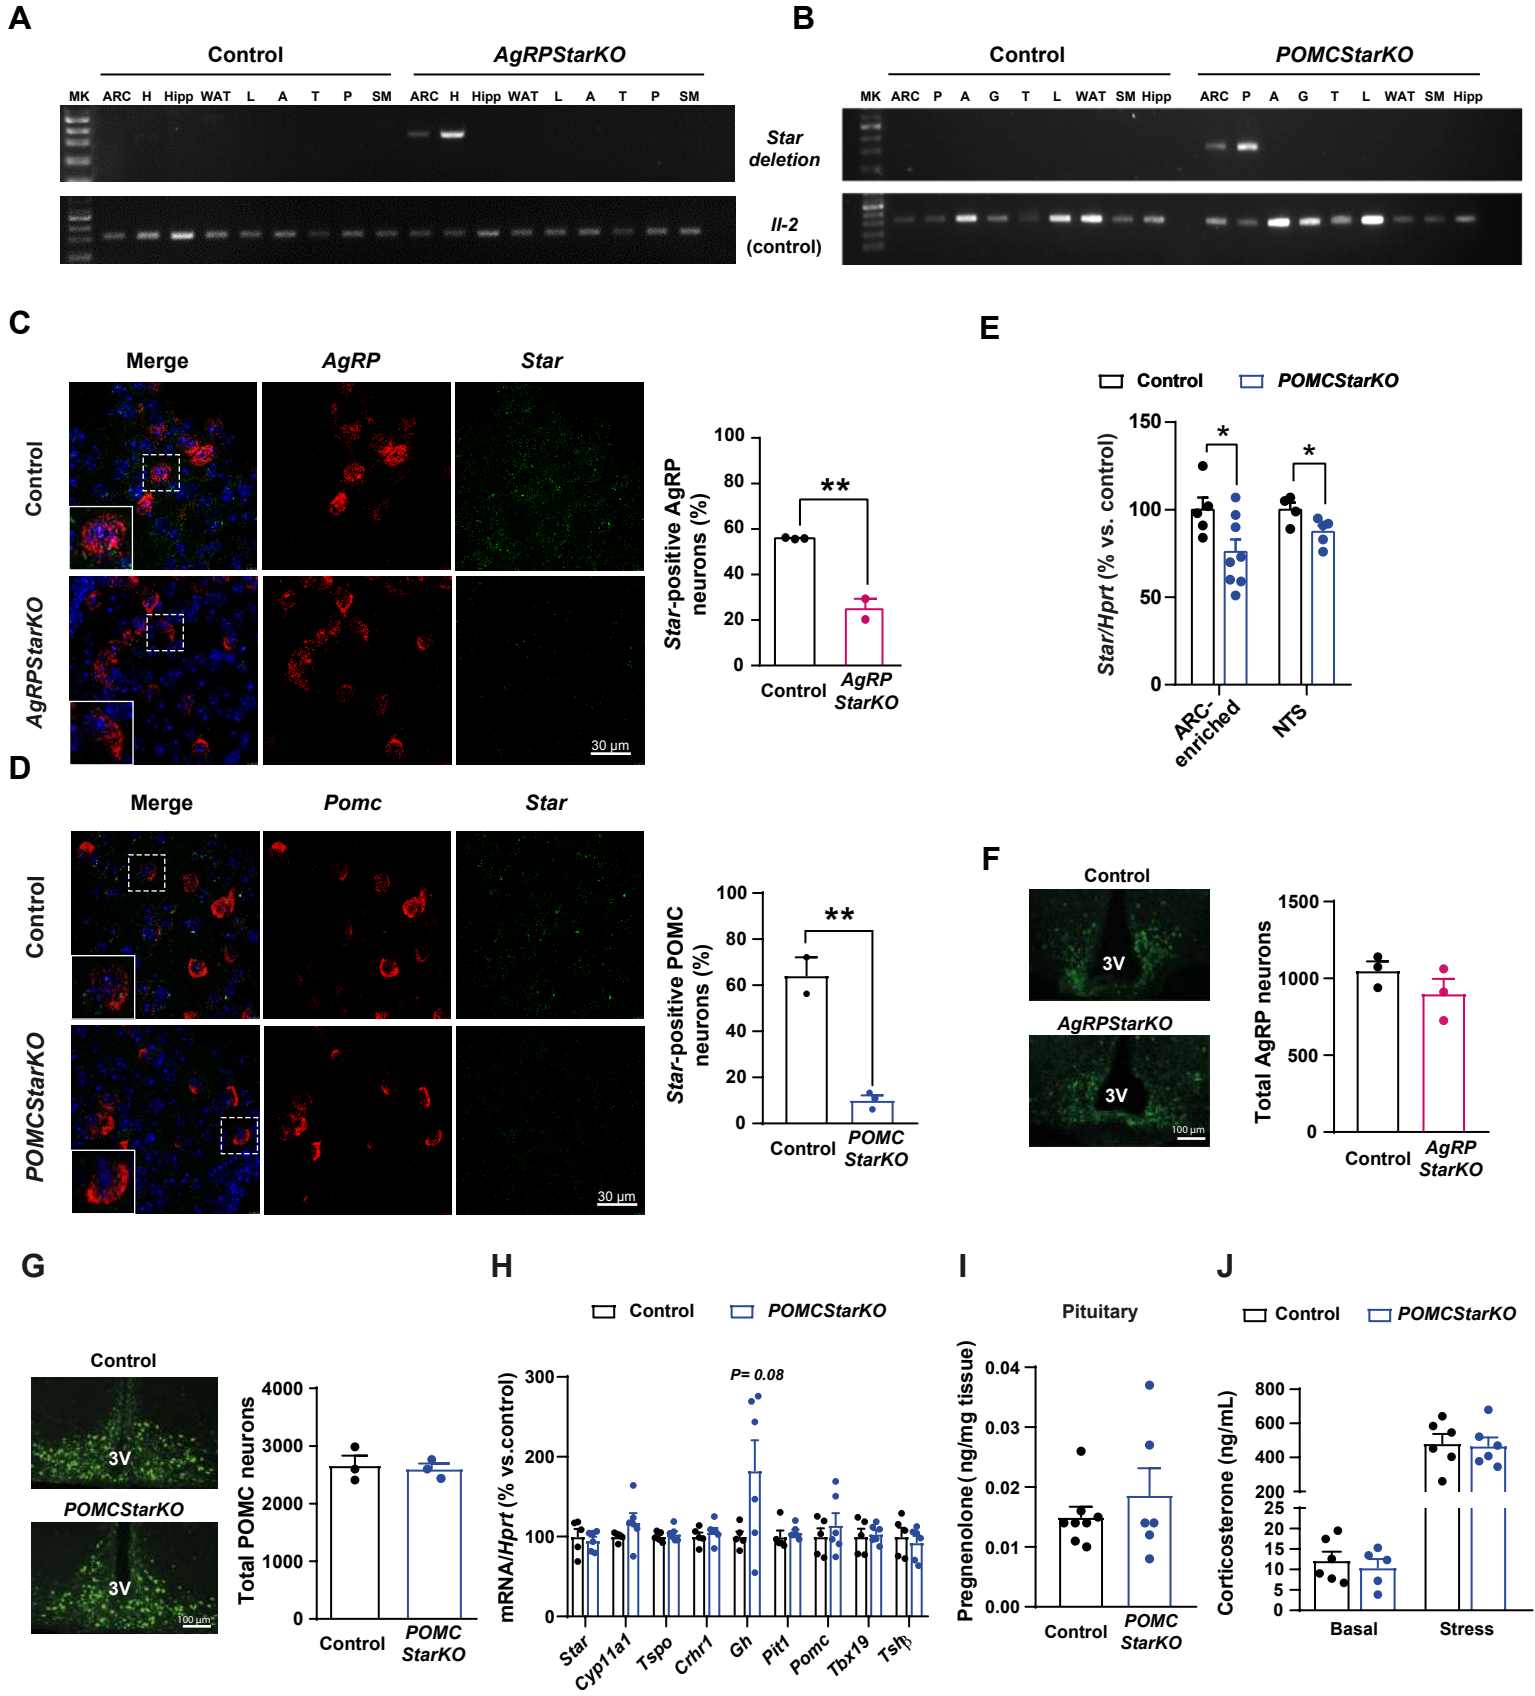 A
Control
AgRPStarKO
MK ARC H Hipp WAT L A T P SM ARC H Hipp WAT L A T P SM
Star
deletion
Il-2
(control)
B
Control
POMCStarKO
MK ARC P A G T L WAT SM Hipp ARC P A G T L WAT SM Hipp
C
Merge
AgRP
Star
Control
AgRPStarKO
30 µm
Star-positive AgRP
neurons (%)
100
80
60
40
20
0
**
Control
AgRP
StarKO
D
Merge
Pomc
Star
Control
POMCStarKO
30 µm
Star-positive POMC
neurons (%)
100
80
60
40
20
0
**
Control
POMC
StarKO
E
Control
POMCStarKO
Star/Hprt (% vs. control)
150
100
50
0
*
*
ARC-
enriched
NTS
F
Control
3V
AgRPStarKO
3V
100 µm
Total AgRP neurons
1500
1000
500
0
Control
AgRP
StarKO
G
Control
3V
POMCStarKO
3V
100 µm
Total POMC neurons
4000
3000
2000
1000
0
Control
POMC
StarKO
H
Control
POMCStarKO
mRNA/Hprt (% vs.control)
300
200
100
0
P= 0.08
Star
Cyp11a1
Tspo
Crhr1
Gh
Pit1
Pomc
Tbx19
Tshβ
I
Pituitary
Pregnenolone (ng/mg tissue)
0.04
0.03
0.02
0.01
0.00
Control
POMC
StarKO
J
Control
POMCStarKO
Corticosterone (ng/mL)
800
600
400
200
25
20
15
10
5
0
Basal
Stress